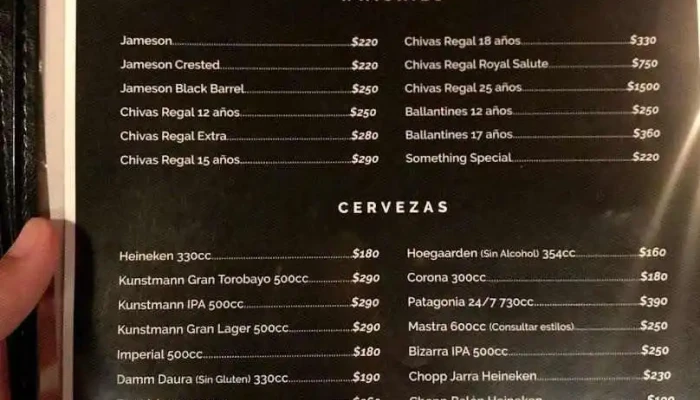 Jameson $220
Jameson Crested $220
Jameson Black Barrel $250
Chivas Regal 12 años $250
Chivas Regal Extra $280
Chivas Regal 15 años $290
Chivas Regal 18 años $330
Chivas Regal Royal Salute $750
Chivas Regal 25 años $1500
Ballantines 12 años $250
Ballantines 17 años $360
Something Special $220
CERVEZAS
Heineken 330cc $180
Kunstmann Gran Torobayo 500cc $290
Kunstmann IPA 500cc $290
Kunstmann Gran Lager 500cc $290
Imperial 500cc $180
Damm Daura (Sin Gluten) 330cc $190
Hoegaarden (Sin Alcohol) 354cc $160
Corona 300cc $180
Patagonia 24/7 730cc $390
Mastra 600cc (Consultar estilos) $250
Bizarra IPA 500cc $250
Chopp Jarra Heineken $230